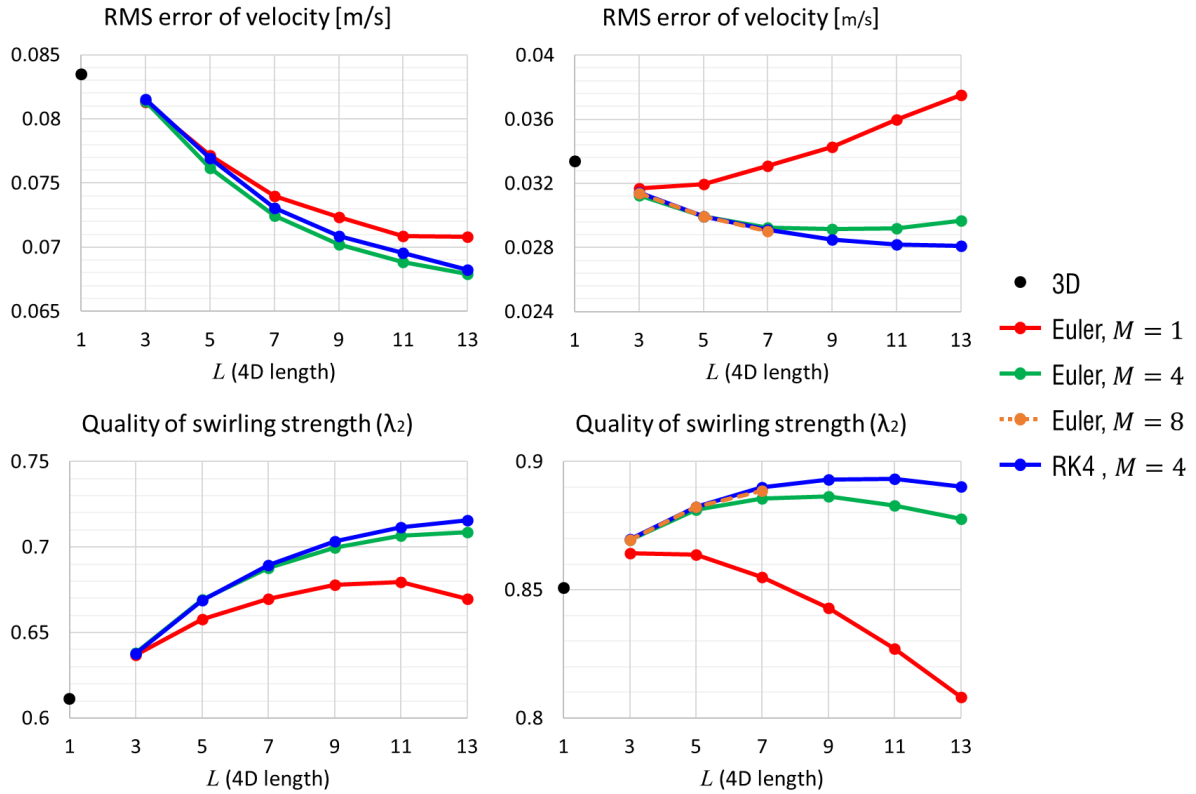 RMS error of velocity [m/s]
0.085
0.08
0.075
0.07
0.065
1 3 5 7 9 11 13
L (4D length)
RMS error of velocity [m/s]
0.04
0.036
0.032
0.028
0.024
1 3 5 7 9 11 13
L (4D length)
Quality of swirling strength (λ2)
0.75
0.7
0.65
0.6
1 3 5 7 9 11 13
L (4D length)
Quality of swirling strength (λ2)
0.9
0.85
0.8
1 3 5 7 9 11 13
L (4D length)
3D
Euler, M = 1
Euler, M = 4
Euler, M = 8
RK4 , M = 4